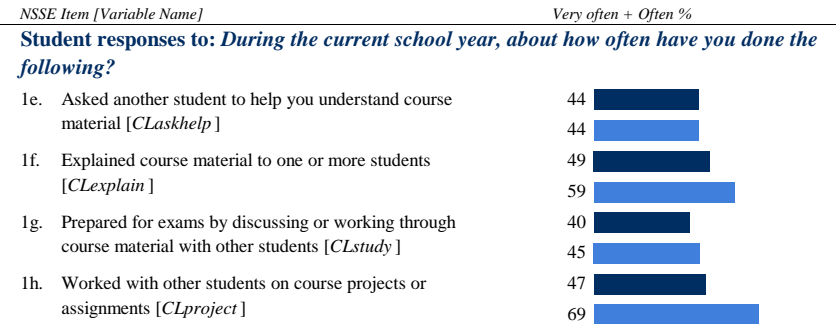 NSSE Item [Variable Name] Very often + Often %
Student responses to: During the current school year, about how often have you done the
following?
1e. Asked another student to help you understand course 44
material [CLaskhelp ] 44
1f. Explained course material to one or more students 49
[CLexplain ] 59
1g. Prepared for exams by discussing or working through 40
course material with other students [CLstudy ] 45
1h. Worked with other students on course projects or 47
assignments [CLproject ] 69